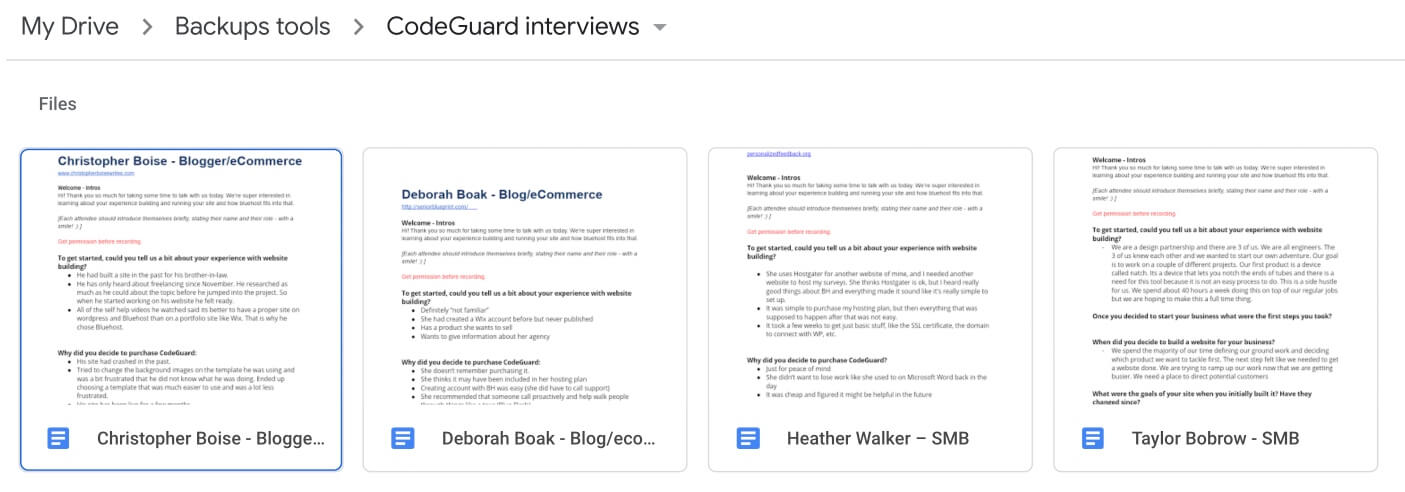 My Drive > Backups tools > CodeGuard interviews
Files
Christopher Boise - Blogger/eCommerce
www.christopherboisewrites.com
Welcome - Intros
Hi! Thank you so much for taking some time to talk with us today. We're super interested in
learning about your experience building and running your site and how bluehost fits into that.
[Each attendee should introduce themselves briefly, stating their name and their role - with a
smile! :) ]
Get permission before recording.
To get started, could you tell us a bit about your experience with website
building?
He had built a site in the past for his brother-in-law.
He has only heard about freelancing since November. He researched as
much as he could about the topic before he jumped into the project. So
when he started working on his website he felt ready.
All of the self help videos he watched said its better to have a proper site on
wordpress and Bluehost than on a portfolio site like Wix. That is why he
chose Bluehost.
Why did you decide to purchase CodeGuard:
His site had crashed in the past.
Tried to change the background images on the template he was using and
was a bit frustrated that he did not know what he was doing. Ended up
choosing a template that was much easier to use and was a lot less
frustrated.
His site has been live for a few months
Christopher Boise - Blogge...
Deborah Boak - Blog/eCommerce
http://seniorblueprint.com/
Welcome - Intros
Hi! Thank you so much for taking some time to talk with us today. We're super interested in
learning about your experience building and running your site and how bluehost fits into that.
[Each attendee should introduce themselves briefly, stating their name and their role - with a
smile! :) ]
Get permission before recording.
To get started, could you tell us a bit about your experience with website
building?
Definitely "not familiar"
She had created a Wix account before but never published
Has a product she wants to sell
Wants to give information about her agency
Why did you decide to purchase CodeGuard:
She doesn't remember purchasing it.
She thinks it may have been included in her hosting plan
Creating account with BH was easy (she did have to call support)
She recommended that someone call proactively and help walk people
Deborah Boak - Blog/eco...
personalizedfeedback.org
Welcome - Intros
Hi! Thank you so much for taking some time to talk with us today. We're super interested in
learning about your experience building and running your site and how bluehost fits into that.
[Each attendee should introduce themselves briefly, stating their name and their role - with a
smile! :) ]
Get permission before recording.
To get started, could you tell us a bit about your experience with website
building?
She uses Hostgater for another website of mine, and I needed another
website to host my surveys. She thinks Hostgater is ok, but I heard really
good things about BH and everything made it sound like it's really simple to
set up.
It was simple to purchase my hosting plan, but then everything that was
supposed to happen after that was not easy.
It took a few weeks to get just basic stuff, like the SSL certificate, the domain
to connect with WP, etc.
Why did you decide to purchase CodeGuard?
Just for peace of mind
She didn't want to lose work like she used to on Microsoft Word back in the
day
It was cheap and figured it might be helpful in the future
Heather Walker – SMB
Welcome - Intros
Hi! Thank you so much for taking some time to talk with us today. We're super interested in
learning about your experience building and running your site and how bluehost fits into that.
[Each attendee should introduce themselves briefly, stating their name and their role - with a
smile! :) ]
Get permission before recording.
To get started, could you tell us a bit about your experience with website
building?
- We are a design partnership and there are 3 of us. We are all engineers. The
3 of us knew each other and we wanted to start our own adventure. Our goal
is to work on a couple of different projects. Our first product is a device
called natch. Its a device that lets you notch the ends of tubes and there is a
need for this tool because it is not an easy process to do. This is a side hustle
for us. We spend about 40 hours a week doing this on top of our regular jobs
but we are hoping to make this a full time thing.
Once you decided to start your business what were the first steps you took?
When did you decide to build a website for your business?
- We spend the majority of our time defining our ground work and deciding
which product we want to tackle first. The next step felt like we needed to get
a website done. We are trying to ramp up our work now that we are getting
busier. We need a place to direct potential customers
What were the goals of your site when you initially built it? Have they
changed since?
Taylor Bobrow - SMB